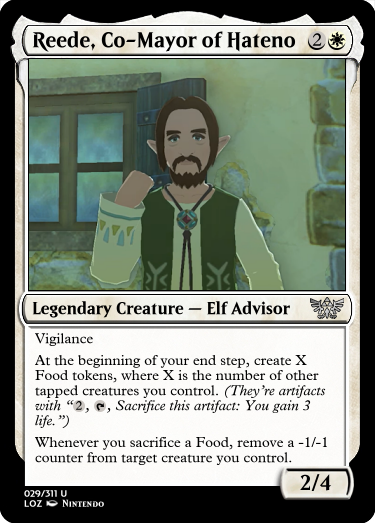 Reede, Co-Mayor of Hateno 2
Legendary Creature — Elf Advisor
Vigilance
At the beginning of your end step, create X
Food tokens, where X is the number of other
tapped creatures you control. (They're artifacts
with “2, , Sacrifice this artifact: You gain 3
life.”)
Whenever you sacrifice a Food, remove a -1/-1
counter from target creature you control.
2/4
029/311 U
LOZ Nintendo